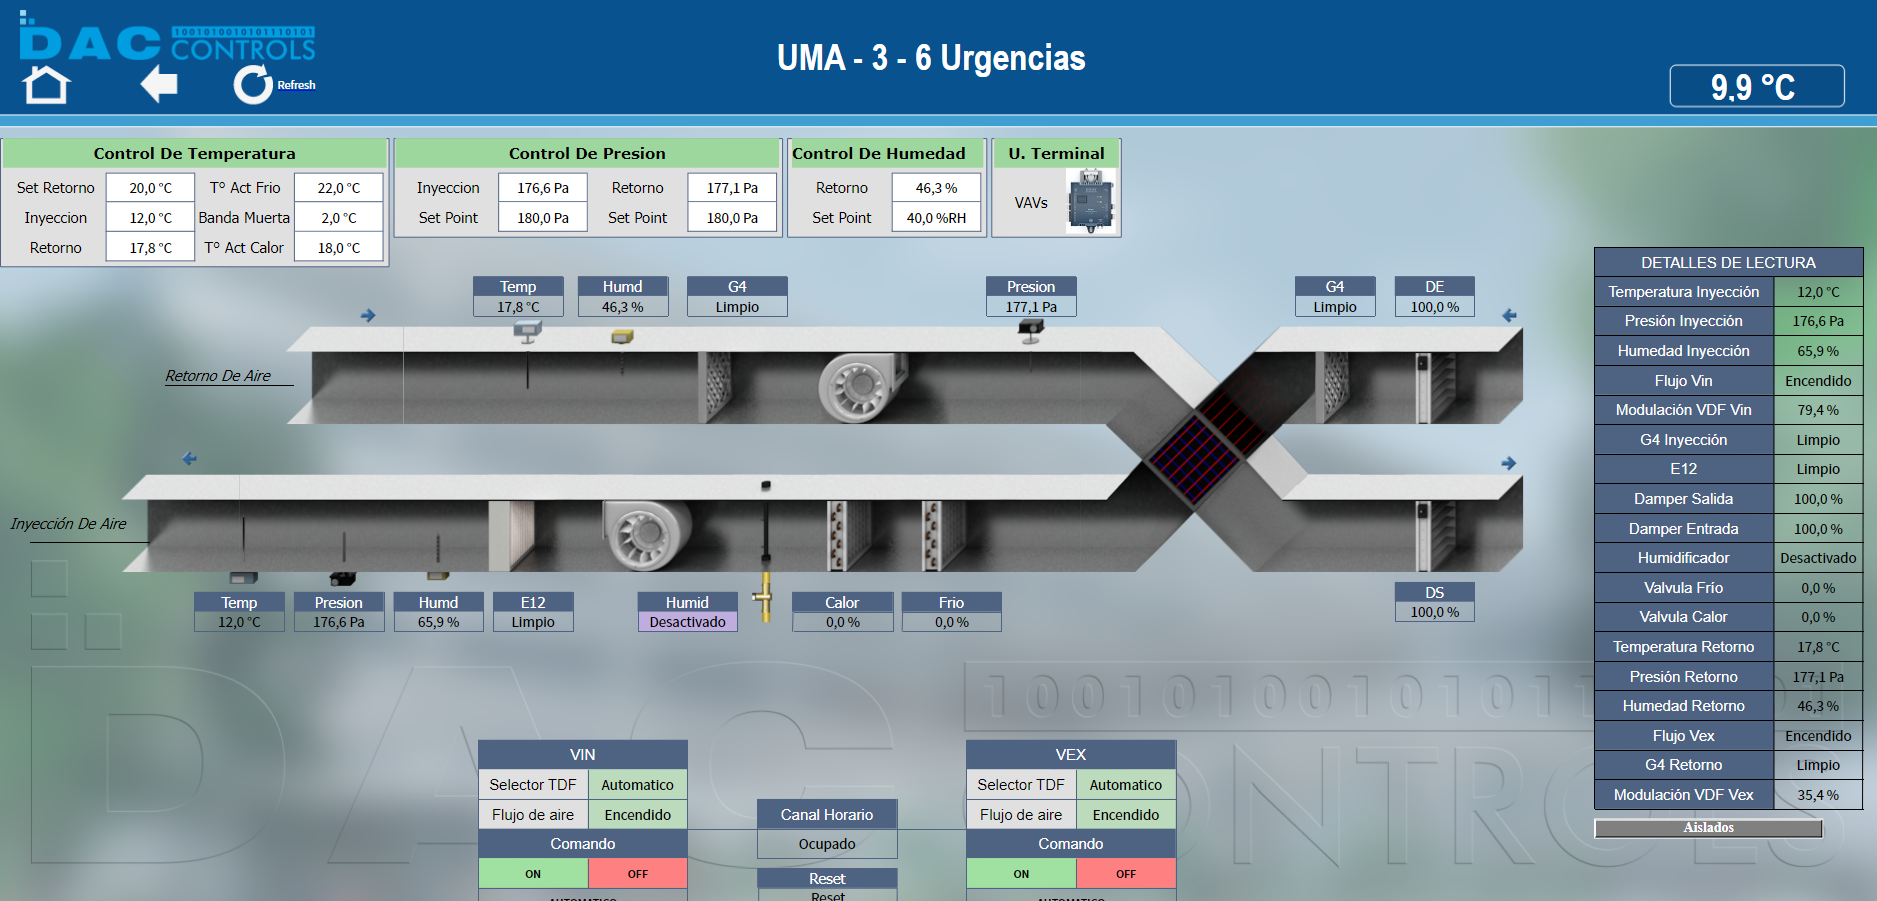 DAC
1001010010101110101
CONTROLS
Refresh
UMA - 3 - 6 Urgencias
9,9 °C
Control De Temperatura
Set Retorno 20,0 °C T° Act Frio 22,0 °C
Inyeccion 12,0 °C Banda Muerta 2,0 °C
Retorno 17,8 °C T° Act Calor 18,0 °C
Control De Presion
Inyeccion 176,6 Pa Retorno 177,1 Pa
Set Point 180,0 Pa Set Point 180,0 Pa
Control De Humedad
Retorno 46,3 %
Set Point 40,0 %RH
U. Terminal
VAVs
Temp
17,8 °C
Humd
46,3 %
G4
Limpio
Presion
177,1 Pa
G4
Limpio
DE
100,0 %
Retorno De Aire
Inyección De Aire
Temp
12,0 °C
Presion
176,6 Pa
Humd
65,9 %
E12
Limpio
Humid
Desactivado
Calor
0,0 %
Frio
0,0 %
DS
100,0 %
DETALLES DE LECTURA
Temperatura Inyección 12,0 °C
Presión Inyección 176,6 Pa
Humedad Inyección 65,9 %
Flujo Vin Encendido
Modulación VDF Vin 79,4 %
G4 Inyección Limpio
E12 Limpio
Damper Salida 100,0 %
Damper Entrada 100,0 %
Humidificador Desactivado
Valvula Frío 0,0 %
Valvula Calor 0,0 %
Temperatura Retorno 17,8 °C
Presión Retorno 177,1 Pa
Humedad Retorno 46,3 %
Flujo Vex Encendido
G4 Retorno Limpio
Modulación VDF Vex 35,4 %
Aislados
VIN
Selector TDF Automatico
Flujo de aire Encendido
Comando
ON OFF
AUTOMATICO
Canal Horario
Ocupado
Reset
Reset
VEX
Selector TDF Automatico
Flujo de aire Encendido
Comando
ON OFF
AUTOMATICO
DAC
CONTROLS